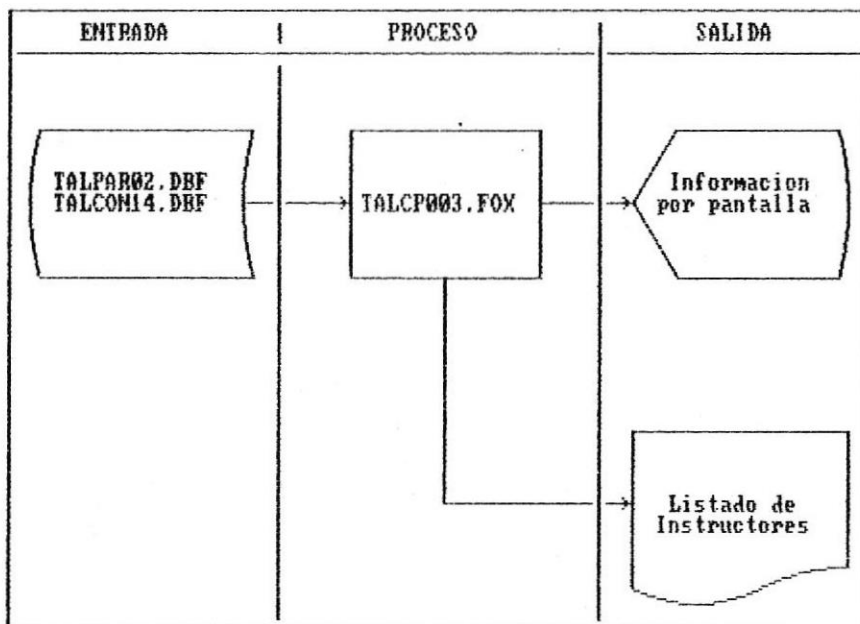 ENTRADA
PROCESO
SALIDA
TALPAR02.DBF
TALCON14.DBF
TALCP003.FOX
Informacion
por pantalla
Listado de
Instructores